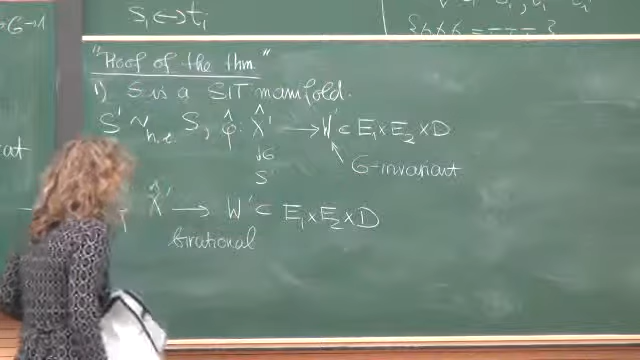 S₁ ↔ t₁
"Proof of the thm"
1) S is a SIT manifold.
S' ~h.e. S, φ̂: X̂' → W' ⊂ E₁ × E₂ × D
↓G
S'
G-invariant
X̂' → W' ⊂ E₁ × E₂ × D
birational